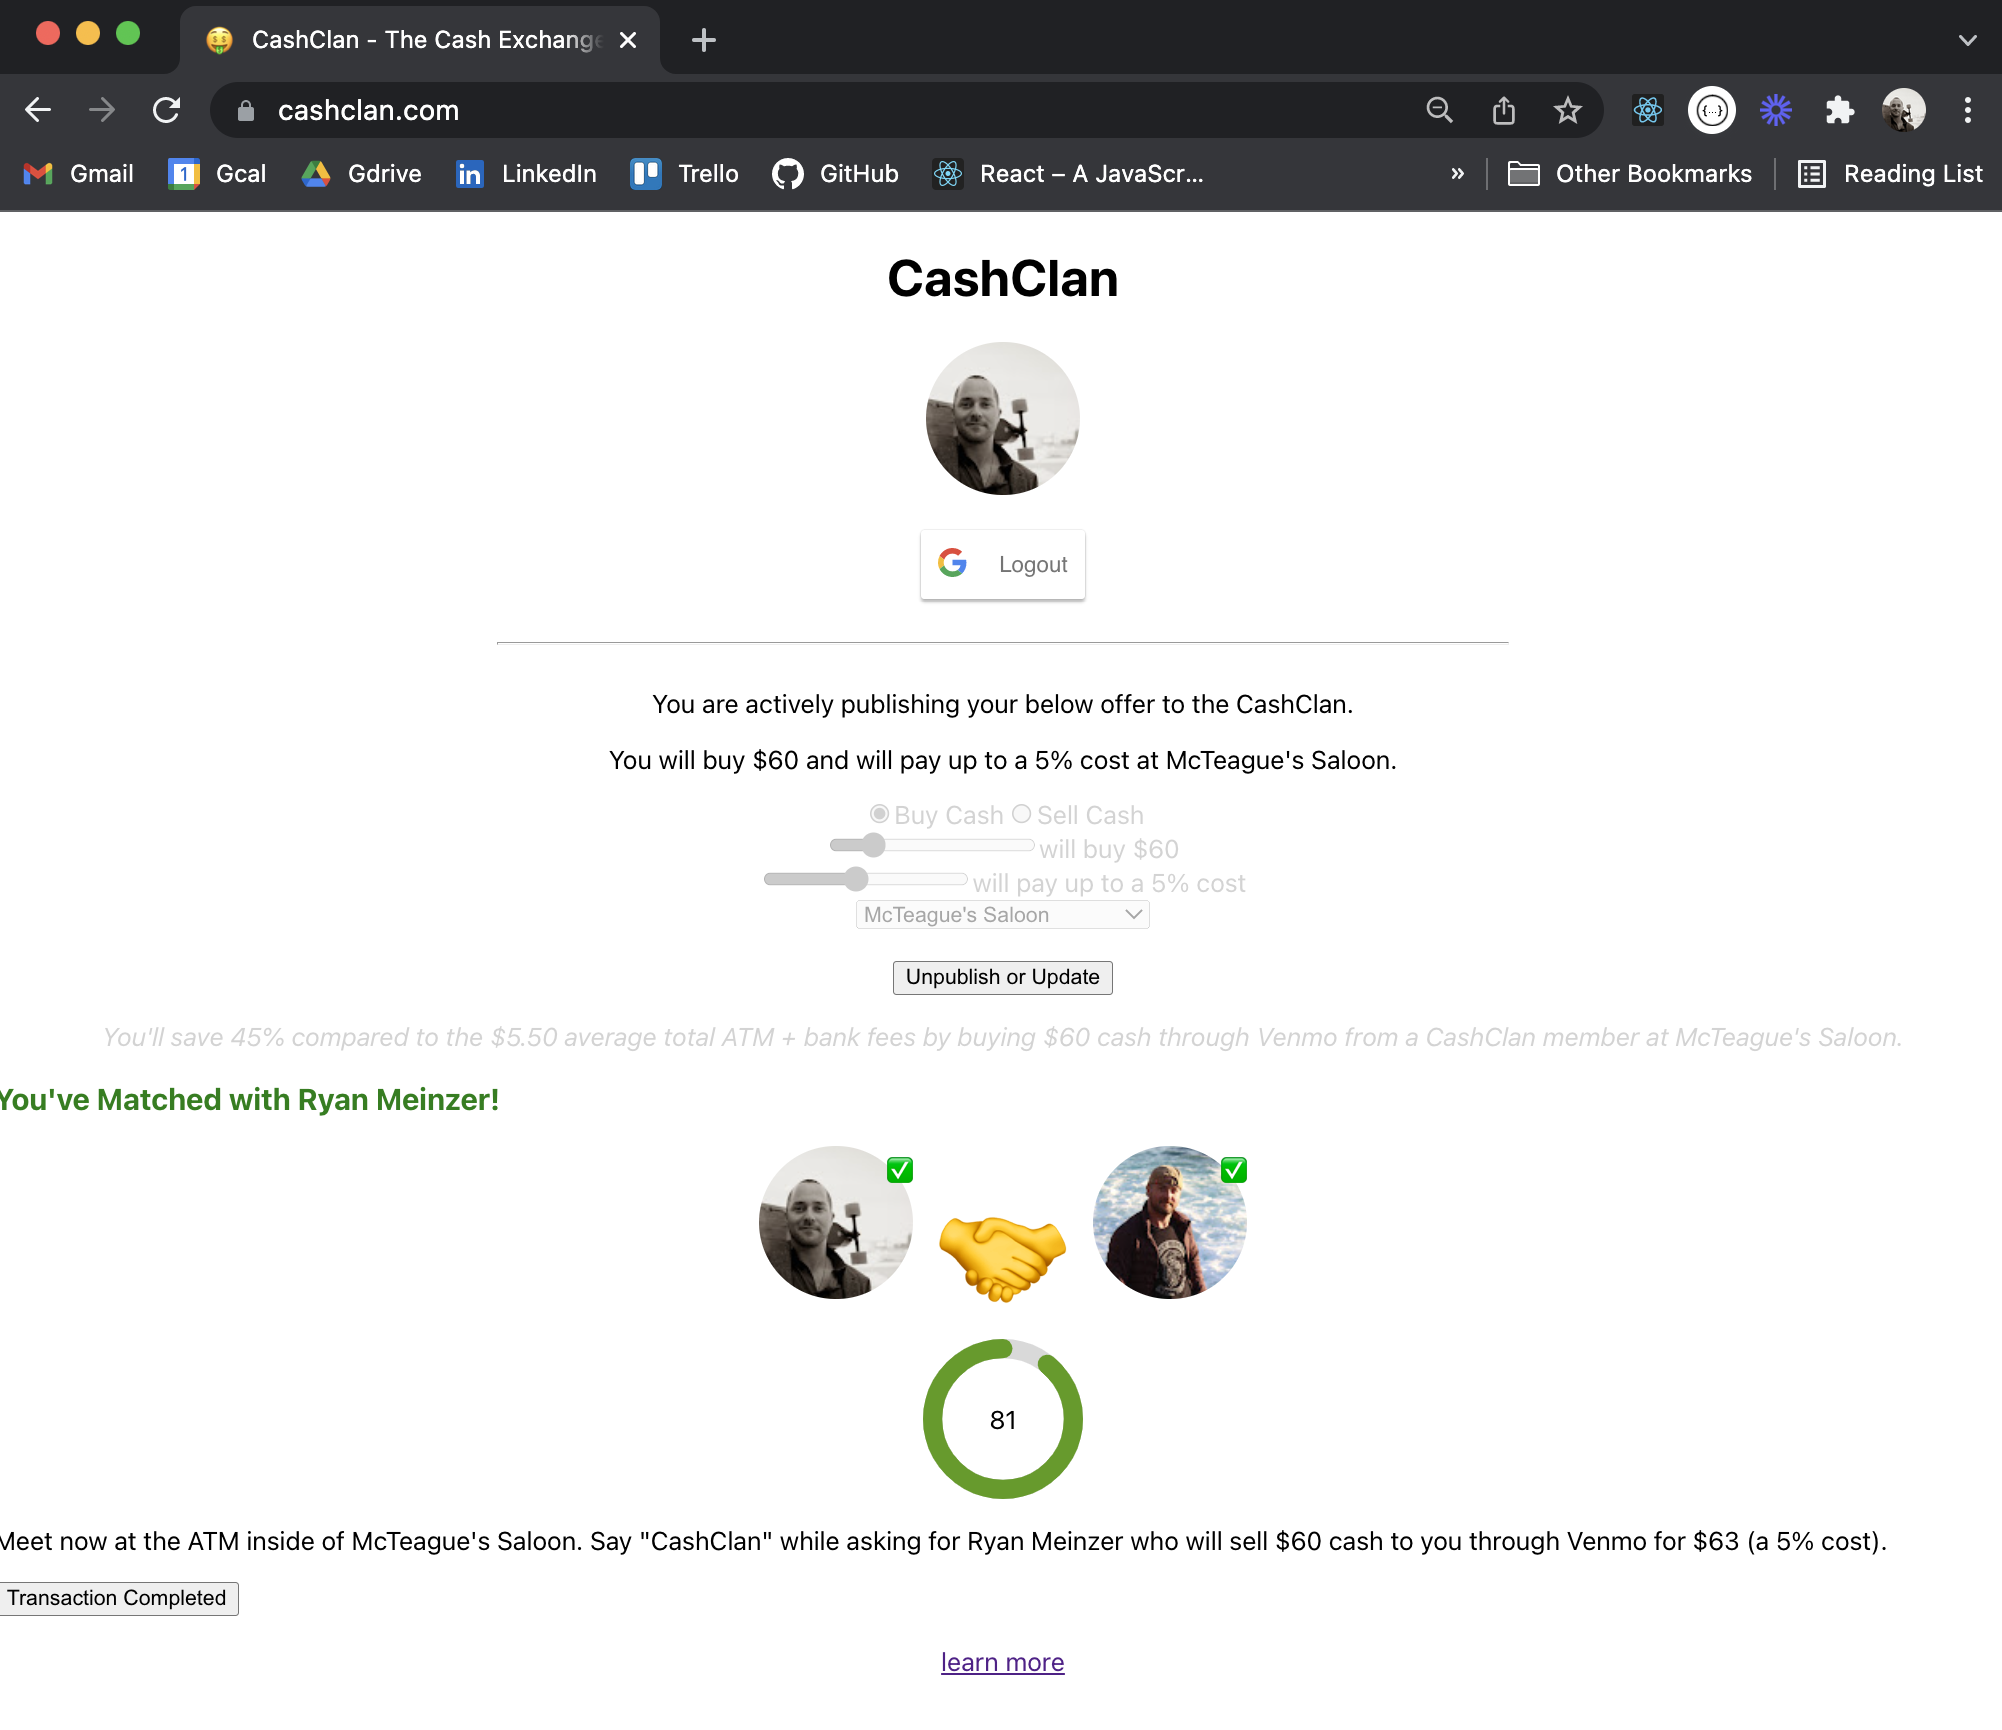 CashClan - The Cash Exchange
cashclan.com
Gmail
1
Gcal
Gdrive
in
LinkedIn
Trello
GitHub
React – A JavaScr...
»
Other Bookmarks
Reading List
CashClan
Logout
You are actively publishing your below offer to the CashClan.
You will buy $60 and will pay up to a 5% cost at McTeague's Saloon.
Buy Cash Sell Cash
will buy $60
will pay up to a 5% cost
McTeague's Saloon
Unpublish or Update
You'll save 45% compared to the $5.50 average total ATM + bank fees by buying $60 cash through Venmo from a CashClan member at McTeague's Saloon.
You've Matched with Ryan Meinzer!
81
Meet now at the ATM inside of McTeague's Saloon. Say "CashClan" while asking for Ryan Meinzer who will sell $60 cash to you through Venmo for $63 (a 5% cost).
Transaction Completed
learn more